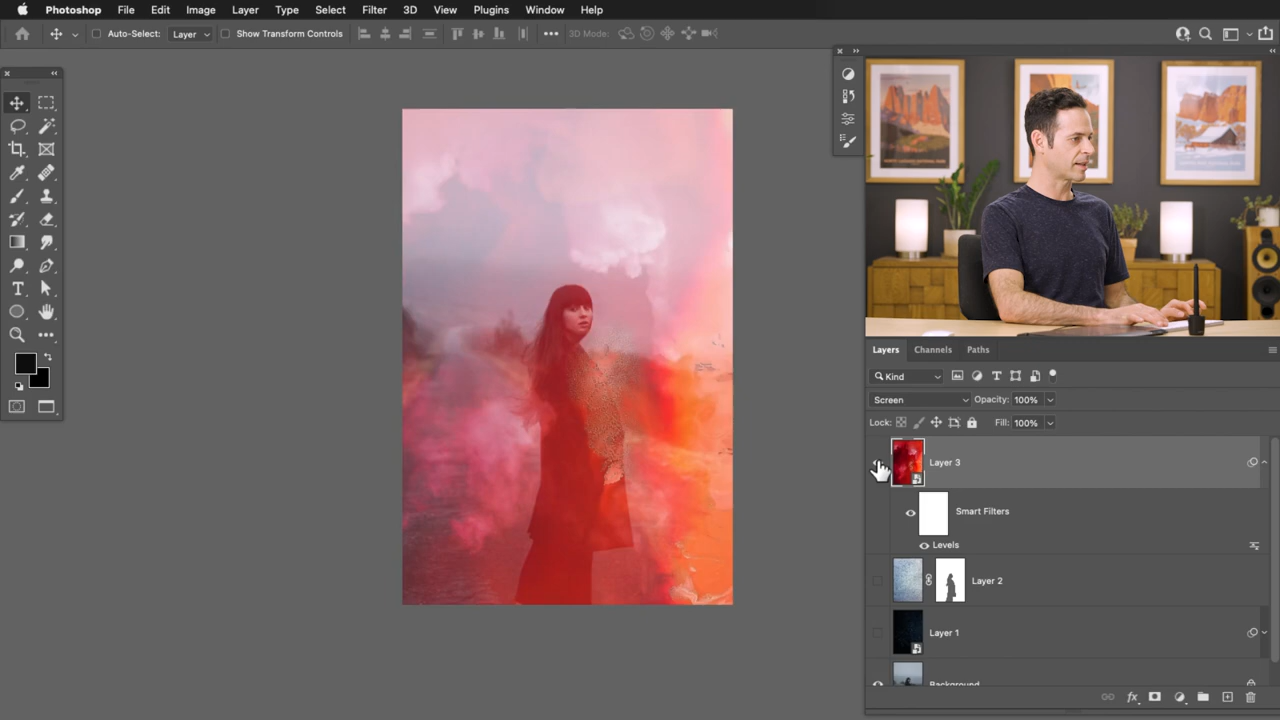 Photoshop File Edit Image Layer Type Select Filter 3D View Plugins Window Help
Auto-Select: Layer Show Transform Controls 3D Mode:
Layers Channels Paths
Kind
Screen Opacity: 100%
Lock: Fill: 100%
Layer 3
Smart Filters
Levels
Layer 2
Layer 1
Background
fx